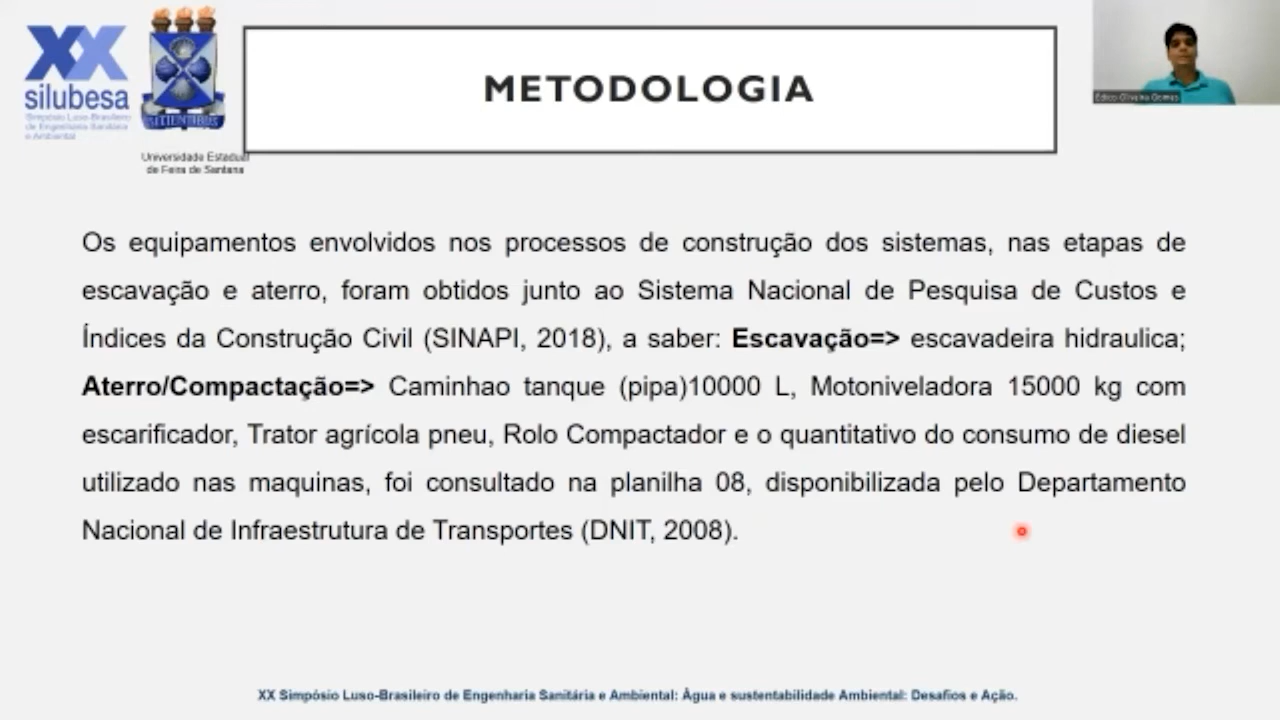 XX
silubesa
Simpósio Luso-Brasileiro
de Engenharia Sanitária
e Ambiental
Universidade Estadual
de Feira de Santana
METODOLOGIA
Os equipamentos envolvidos nos processos de construção dos sistemas, nas etapas de
escavação e aterro, foram obtidos junto ao Sistema Nacional de Pesquisa de Custos e
Índices da Construção Civil (SINAPI, 2018), a saber: Escavação=> escavadeira hidraulica;
Aterro/Compactação=> Caminhao tanque (pipa)10000 L, Motoniveladora 15000 kg com
escarificador, Trator agrícola pneu, Rolo Compactador e o quantitativo do consumo de diesel
utilizado nas maquinas, foi consultado na planilha 08, disponibilizada pelo Departamento
Nacional de Infraestrutura de Transportes (DNIT, 2008).
XX Simpósio Luso-Brasileiro de Engenharia Sanitária e Ambiental: Água e sustentabilidade Ambiental: Desafios e Ação.